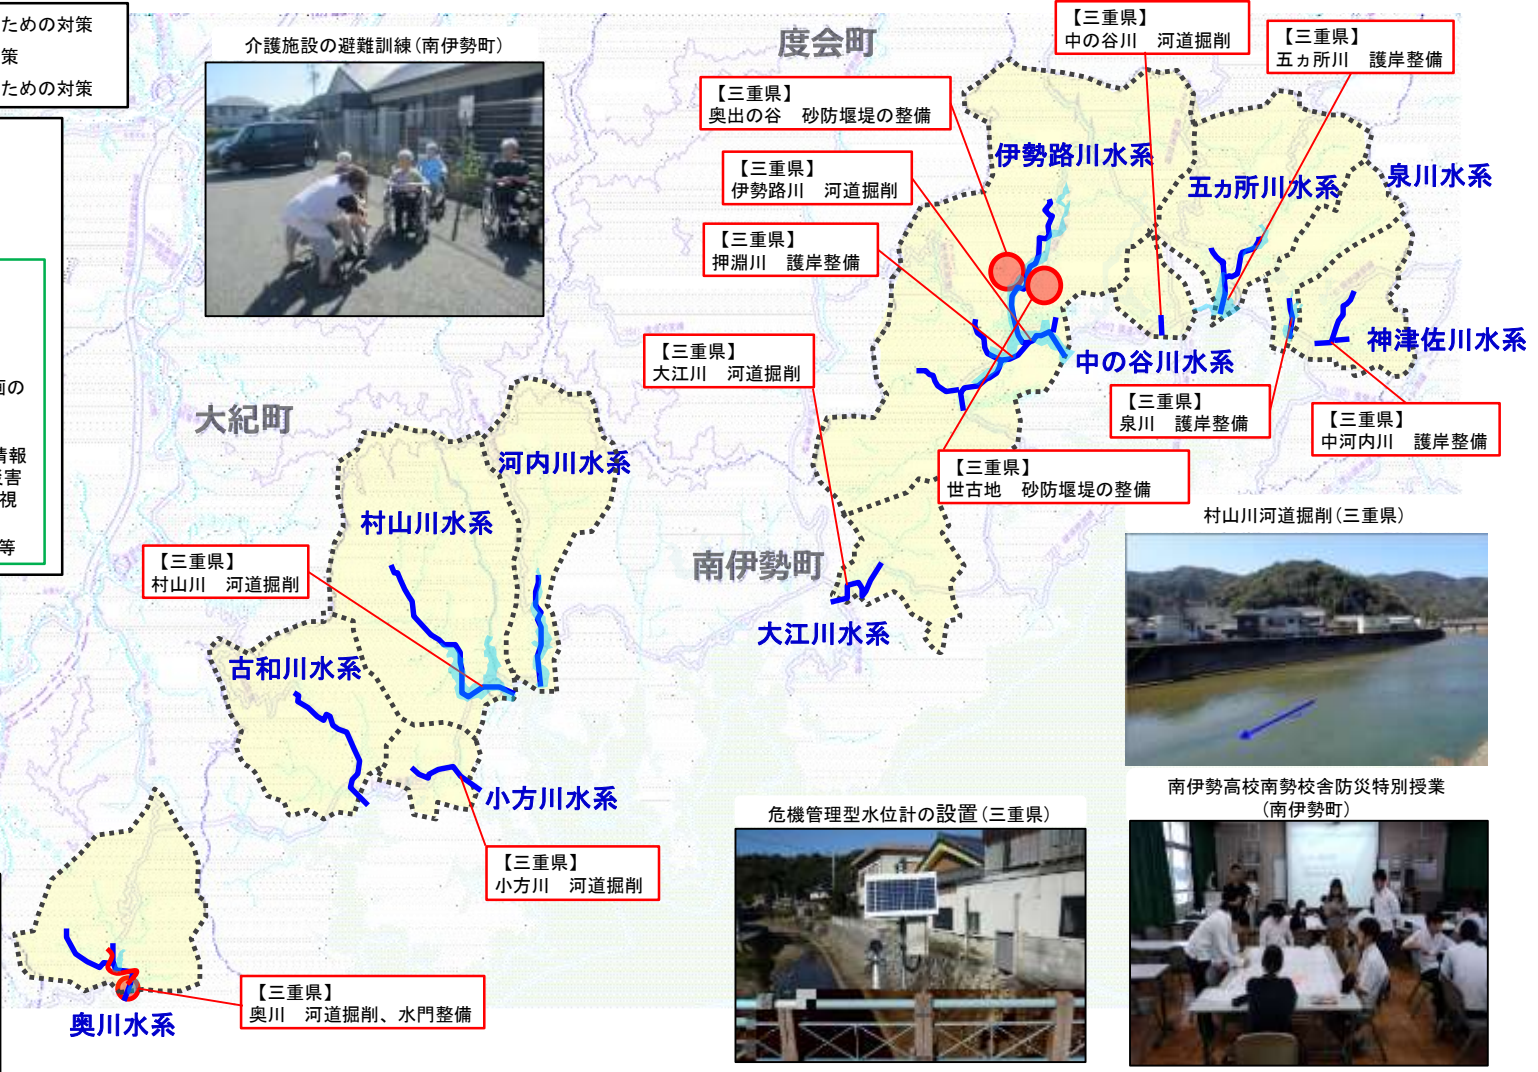 ための対策
策
ための対策
画の
情報
災害
視
等
介護施設の避難訓練(南伊勢町)
度会町
【三重県】
中の谷川 河道掘削
【三重県】
五ヵ所川 護岸整備
【三重県】
奥出の谷 砂防堰堤の整備
伊勢路川水系
【三重県】
伊勢路川 河道掘削
五ヵ所川水系
泉川水系
【三重県】
押淵川 護岸整備
【三重県】
大江川 河道掘削
中の谷川水系
神津佐川水系
【三重県】
泉川 護岸整備
【三重県】
中河内川 護岸整備
大紀町
河内川水系
【三重県】
世古地 砂防堰堤の整備
村山川水系
村山川河道掘削(三重県)
【三重県】
村山川 河道掘削
南伊勢町
大江川水系
古和川水系
小方川水系
南伊勢高校南勢校舎防災特別授業
(南伊勢町)
危機管理型水位計の設置(三重県)
【三重県】
小方川 河道掘削
【三重県】
奥川 河道掘削、水門整備
奥川水系